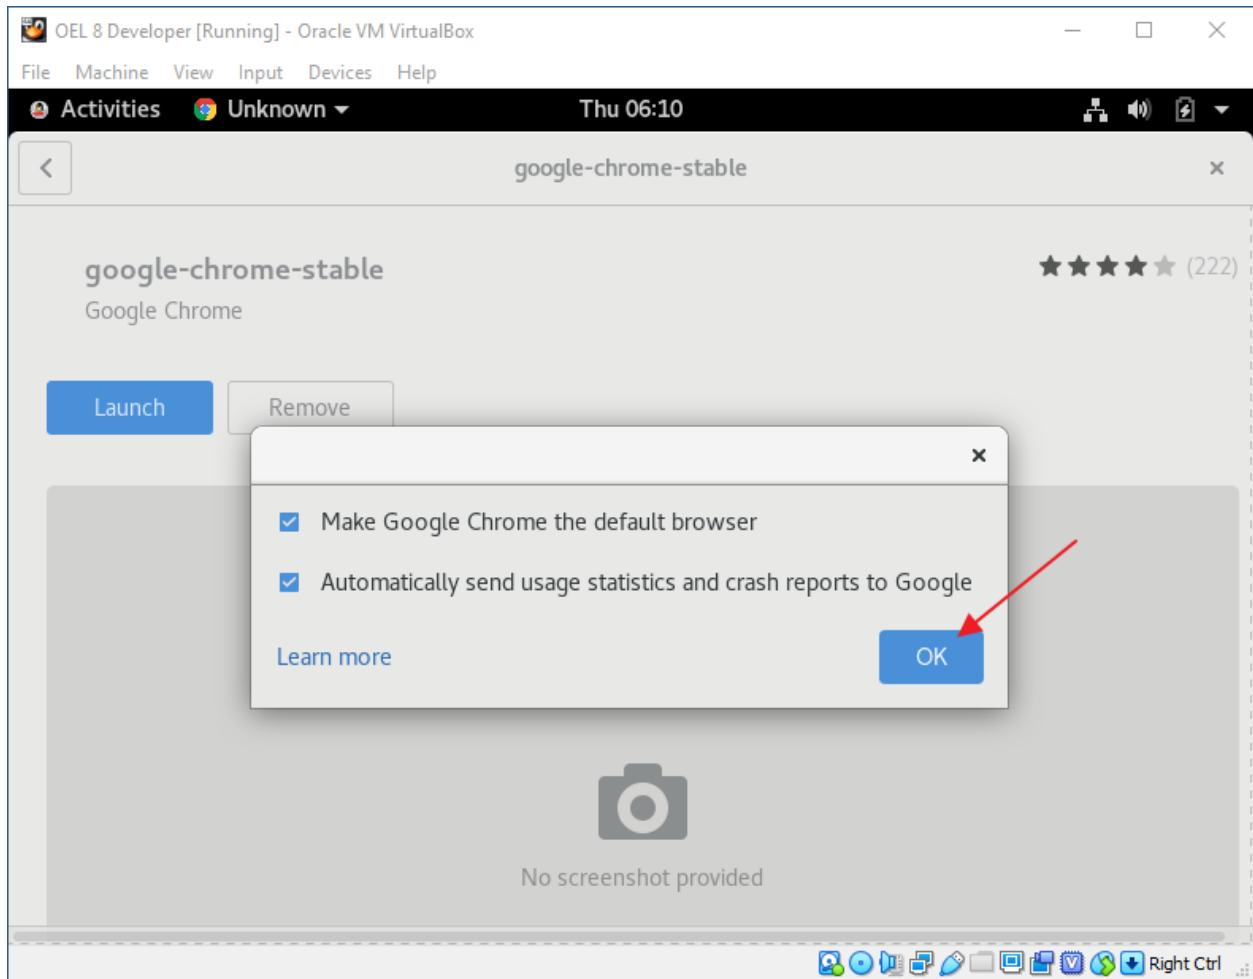 OEL 8 Developer [Running] - Oracle VM VirtualBox
File Machine View Input Devices Help
Activities Unknown Thu 06:10
google-chrome-stable
google-chrome-stable (222)
Google Chrome
Launch Remove
Make Google Chrome the default browser
Automatically send usage statistics and crash reports to Google
Learn more OK
No screenshot provided
Right Ctrl